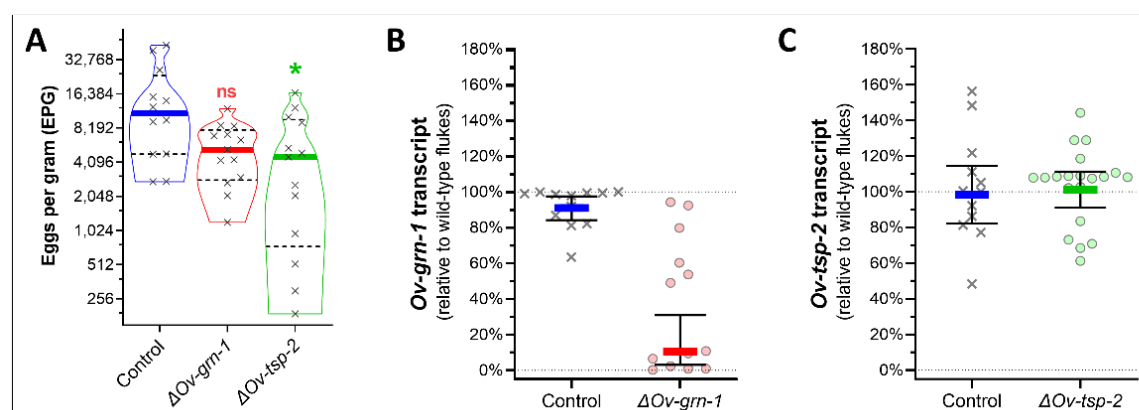 A
Eggs per gram (EPG)
32,768
16,384
8,192
4,096
2,048
1,024
512
256
ns
*
Control
ΔOv-grn-1
ΔOv-tsp-2
B
Ov-grn-1 transcript
(relative to wild-type flukes)
180%
160%
140%
120%
100%
80%
60%
40%
20%
0%
Control
ΔOv-grn-1
C
Ov-tsp-2 transcript
(relative to wild-type flukes)
180%
160%
140%
120%
100%
80%
60%
40%
20%
0%
Control
ΔOv-tsp-2